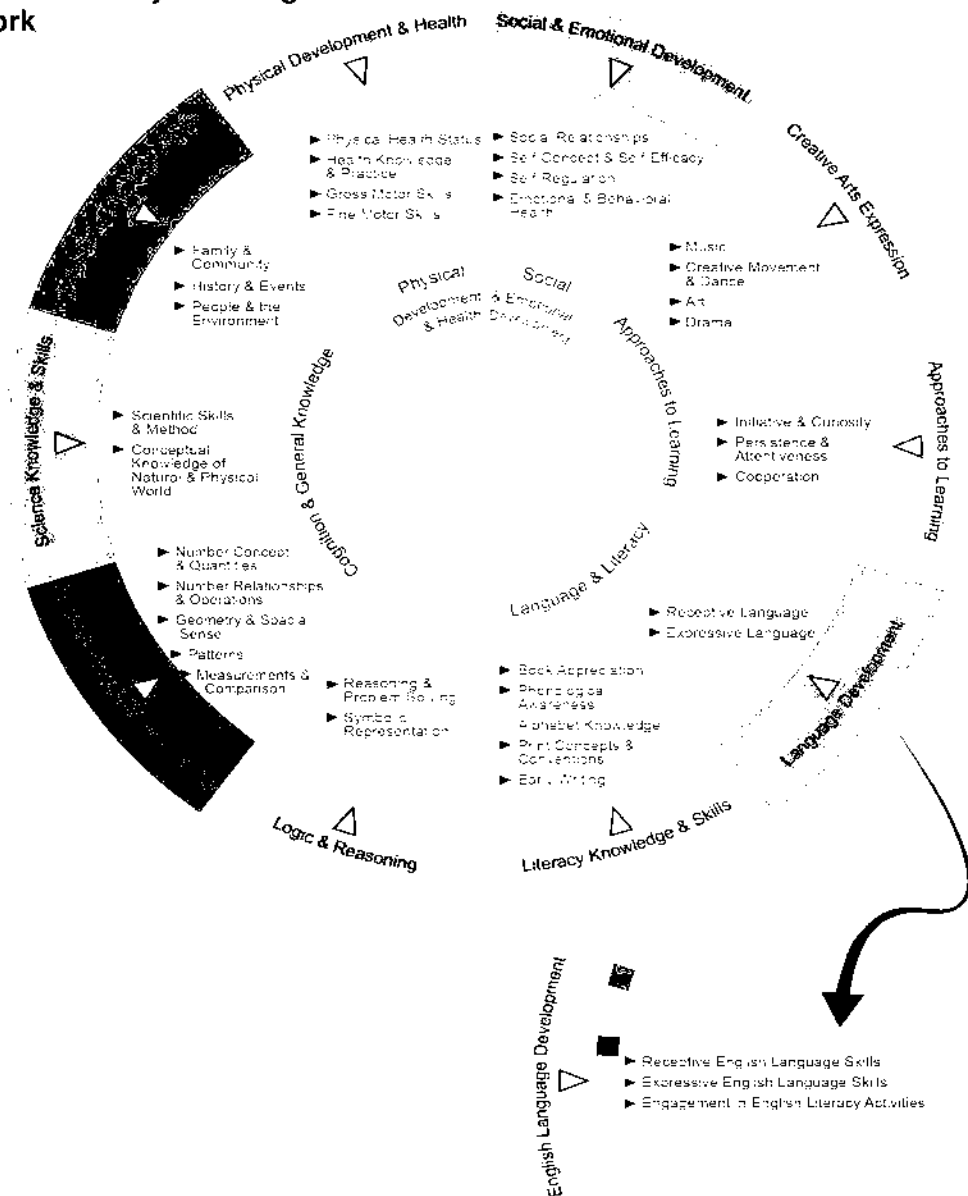 ork
Physical Development & Health
Social & Emotional Development
Creative Arts Expression
Approaches to Learning
Language Development
Literacy Knowledge & Skills
Logic & Reasoning
Science Knowledge & Skills
► Physical Health Status
► Health Knowledge
& Practice
► Gross Motor Skills
► Fine Motor Skills
► Social Relationships
► Self Concept & Self Efficacy
► Self Regulation
► Emotional & Behavioral
Health
► Music
► Creative Movement
& Dance
► Art
► Drama
► Initiative & Curiosity
► Persistence &
Attentiveness
► Cooperation
► Receptive Language
► Expressive Language
► Book Appreciation
► Phonological
Awareness
Alphabet Knowledge
► Print Concepts &
Conventions
► Early Writing
► Reasoning &
Problem Solving
► Symbolic
Representation
► Number Concept
& Quantities
► Number Relationships
& Operations
► Geometry & Spatial
Sense
► Patterns
► Measurements &
Comparison
► Scientific Skills
& Method
► Conceptual
Knowledge of
Natural & Physical
World
► Family &
Community
► History & Events
► People & the
Environment
Physical
Development
& Health
Social
& Emotional
Development
Approaches to Learning
Language & Literacy
Cognition & General Knowledge
English Language Development
► Receptive English Language Skills
► Expressive English Language Skills
► Engagement in English Literacy Activities